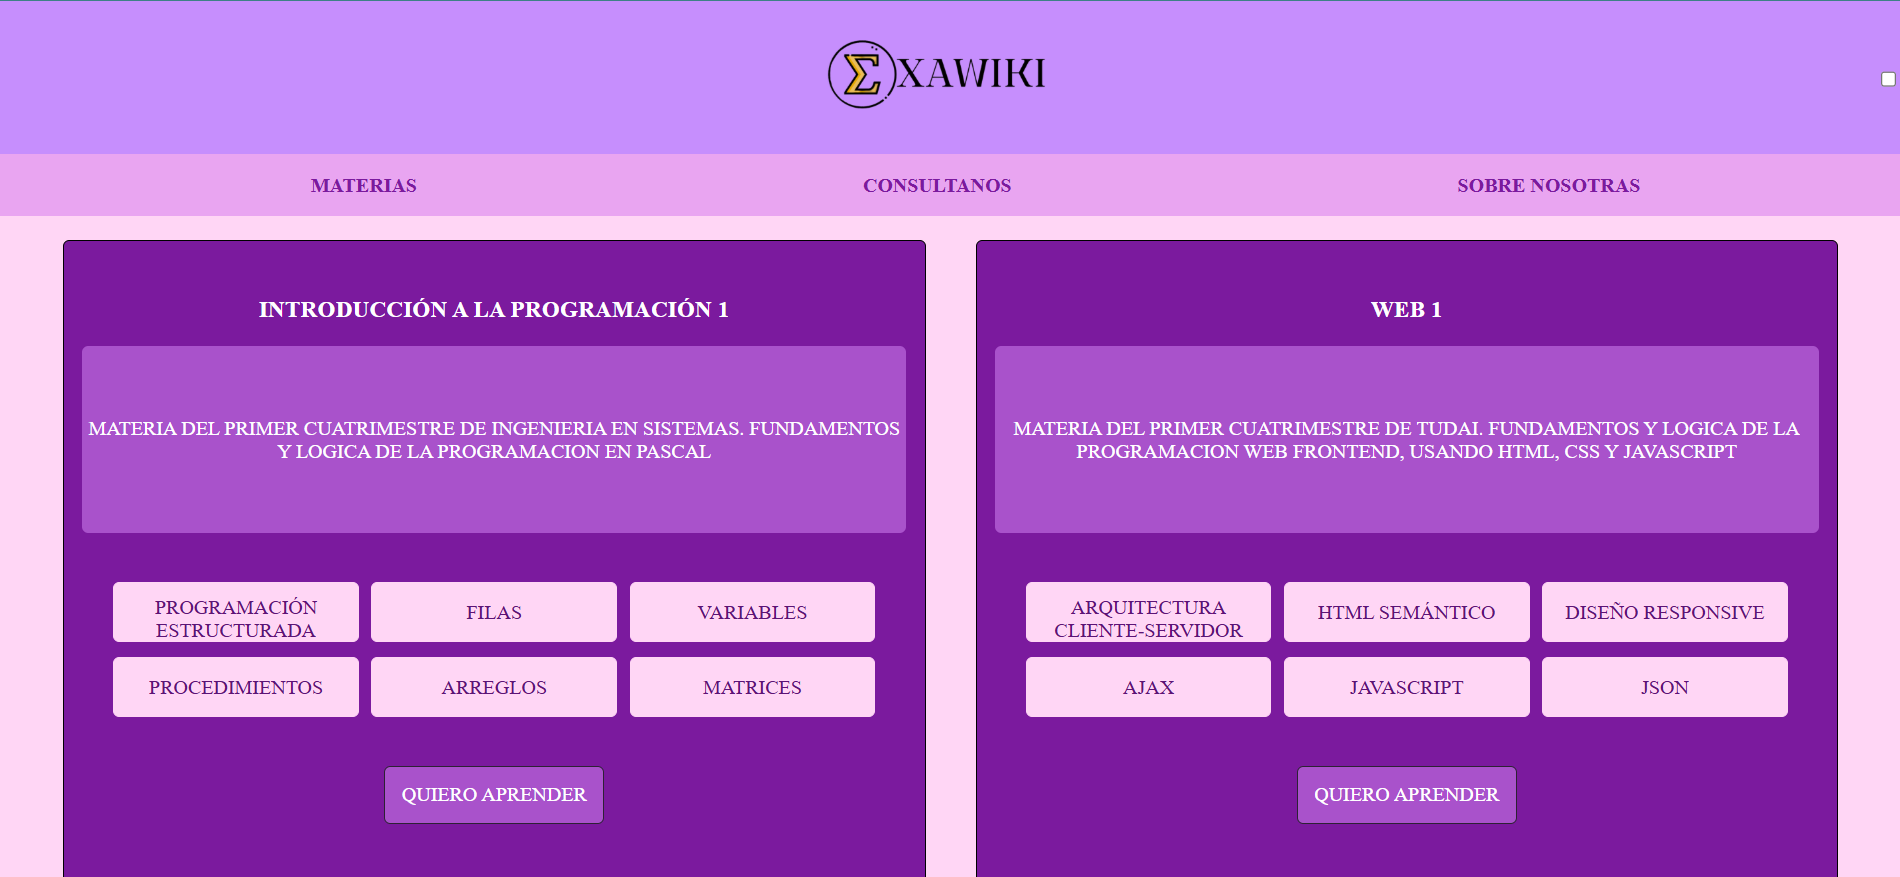 ΣXAWIKI
MATERIAS
CONSULTANOS
SOBRE NOSOTRAS
INTRODUCCIÓN A LA PROGRAMACIÓN 1
MATERIA DEL PRIMER CUATRIMESTRE DE INGENIERIA EN SISTEMAS. FUNDAMENTOS
Y LOGICA DE LA PROGRAMACION EN PASCAL
PROGRAMACIÓN
ESTRUCTURADA
FILAS
VARIABLES
PROCEDIMIENTOS
ARREGLOS
MATRICES
QUIERO APRENDER
WEB 1
MATERIA DEL PRIMER CUATRIMESTRE DE TUDAI. FUNDAMENTOS Y LOGICA DE LA
PROGRAMACION WEB FRONTEND, USANDO HTML, CSS Y JAVASCRIPT
ARQUITECTURA
CLIENTE-SERVIDOR
HTML SEMÁNTICO
DISEÑO RESPONSIVE
AJAX
JAVASCRIPT
JSON
QUIERO APRENDER